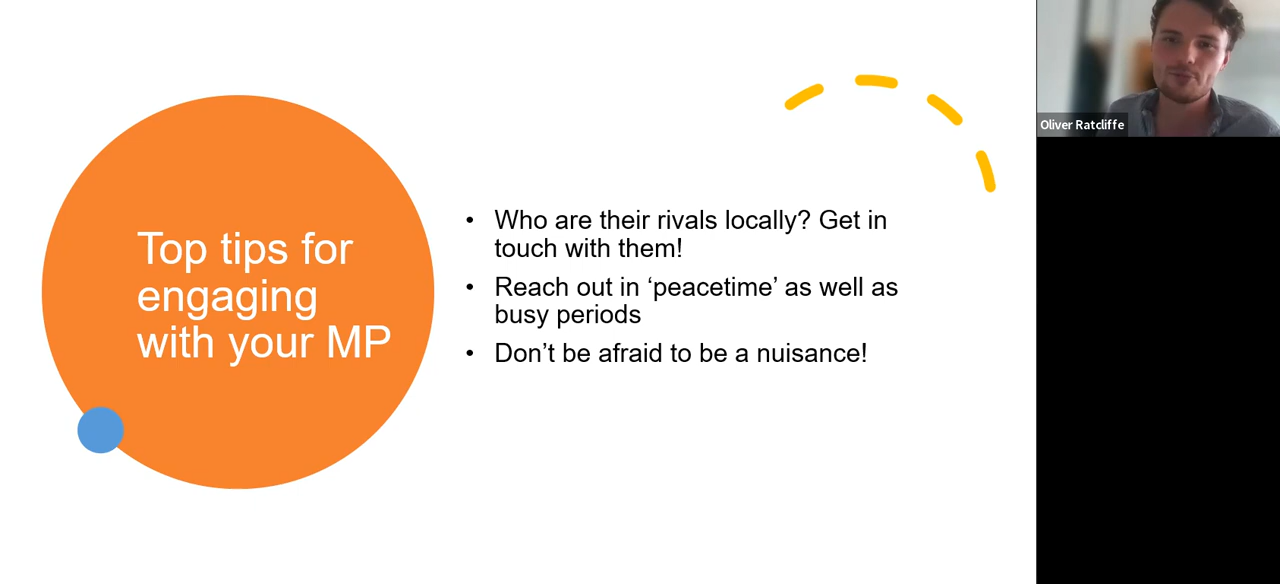 Top tips for
engaging
with your MP
• Who are their rivals locally? Get in
touch with them!
• Reach out in ‘peacetime’ as well as
busy periods
• Don’t be afraid to be a nuisance!
Oliver Ratcliffe